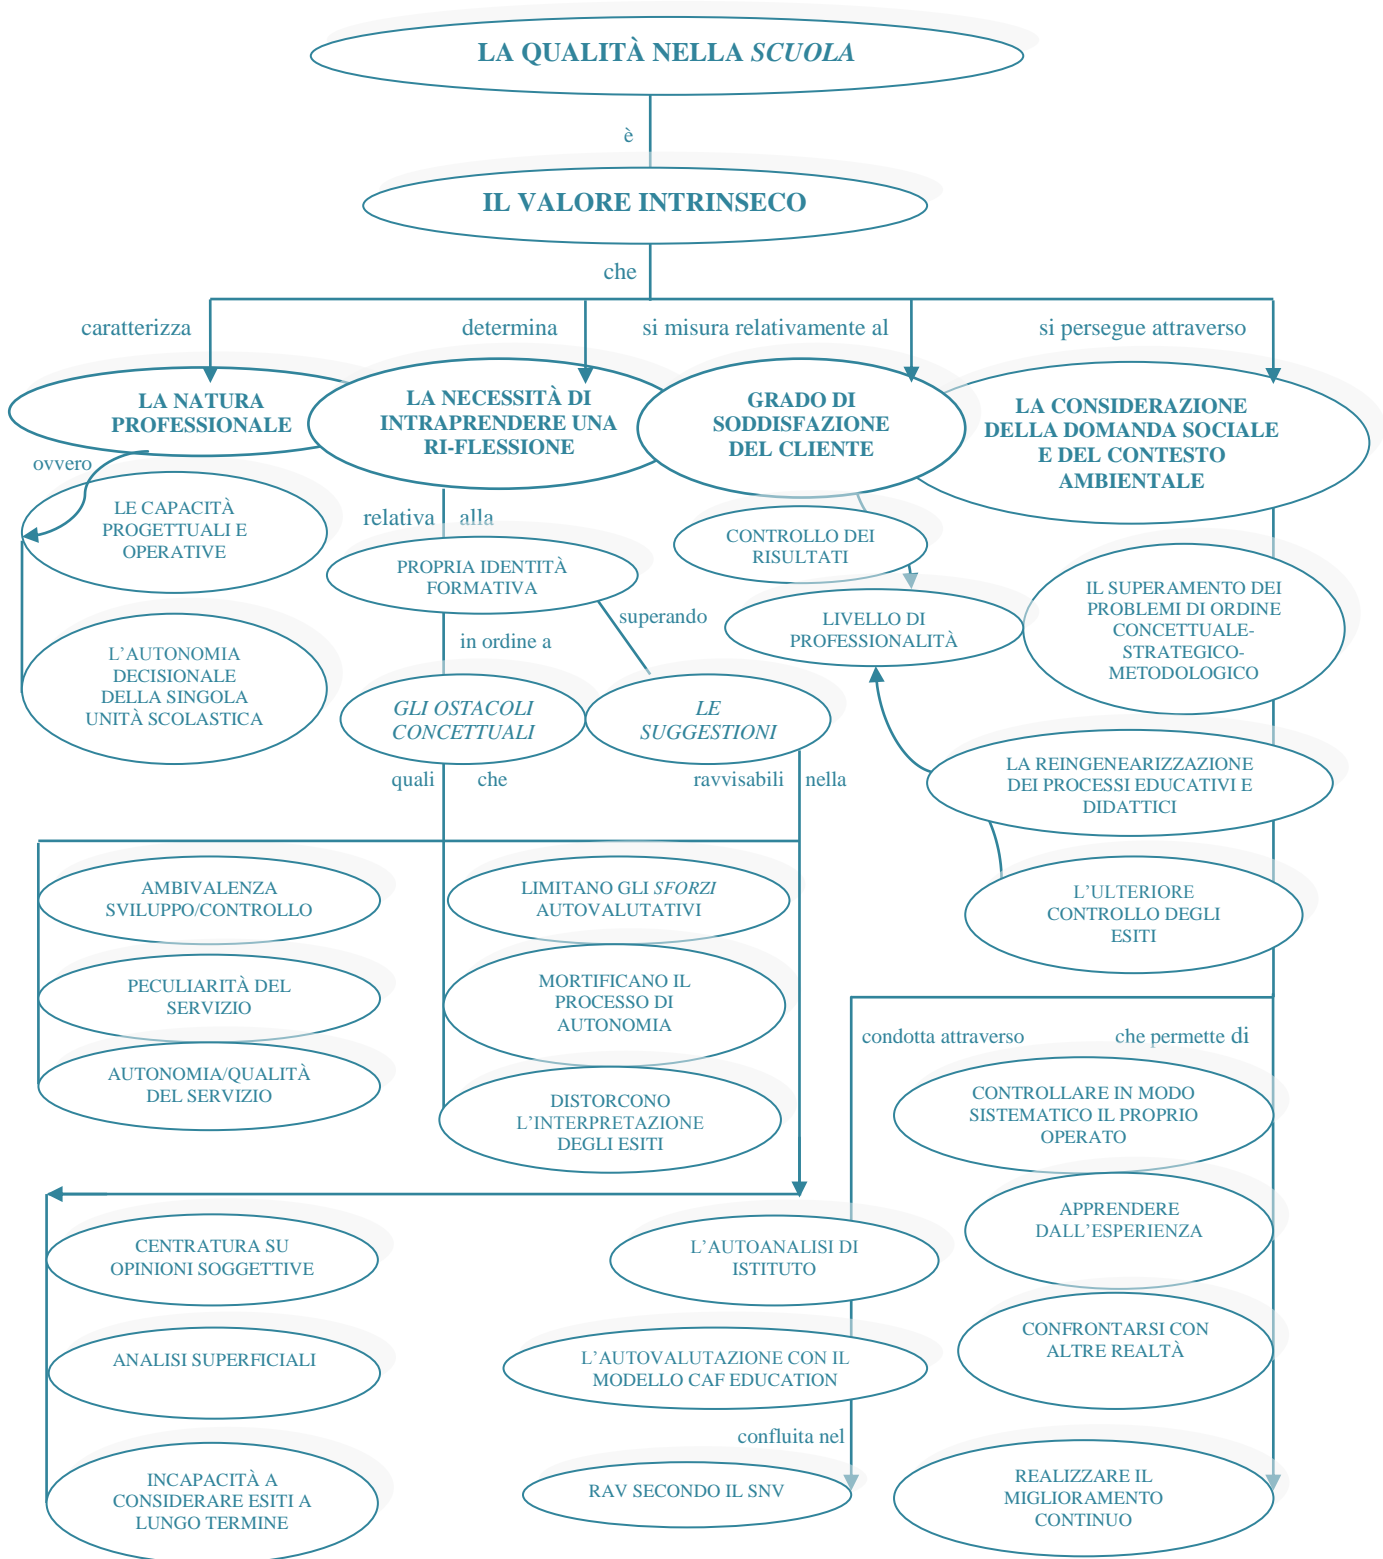 LA QUALITÀ NELLA SCUOLA
è
IL VALORE INTRINSECO
che
caratterizza
determina
si misura relativamente al
si persegue attraverso
LA NATURA
PROFESSIONALE
LA NECESSITÀ DI
INTRAPRENDERE UNA
RI-FLESSIONE
GRADO DI
SODDISFAZIONE
DEL CLIENTE
LA CONSIDERAZIONE
DELLA DOMANDA SOCIALE
E DEL CONTESTO
AMBIENTALE
ovvero
LE CAPACITÀ
PROGETTUALI E
OPERATIVE
L'AUTONOMIA
DECISIONALE
DELLA SINGOLA
UNITÀ SCOLASTICA
relativa alla
PROPRIA IDENTITÀ
FORMATIVA
in ordine a
superando
GLI OSTACOLI
CONCETTUALI
LE
SUGGESTIONI
CONTROLLO DEI
RISULTATI
LIVELLO DI
PROFESSIONALITÀ
IL SUPERAMENTO DEI
PROBLEMI DI ORDINE
CONCETTUALE-
STRATEGICO-
METODOLOGICO
LA REINGENEARIZZAZIONE
DEI PROCESSI EDUCATIVI E
DIDATTICI
L'ULTERIORE
CONTROLLO DEGLI
ESITI
quali
che
ravvisabili nella
AMBIVALENZA
SVILUPPO/CONTROLLO
PECULIARITÀ DEL
SERVIZIO
AUTONOMIA/QUALITÀ
DEL SERVIZIO
LIMITANO GLI SFORZI
AUTOVALUTATIVI
MORTIFICANO IL
PROCESSO DI
AUTONOMIA
DISTORCONO
L'INTERPRETAZIONE
DEGLI ESITI
condotta attraverso
che permette di
CENTRATURA SU
OPINIONI SOGGETTIVE
ANALISI SUPERFICIALI
INCAPACITÀ A
CONSIDERARE ESITI A
LUNGO TERMINE
L'AUTOANALISI DI
ISTITUTO
L'AUTOVALUTAZIONE CON IL
MODELLO CAF EDUCATION
confluita nel
RAV SECONDO IL SNV
CONTROLLARE IN MODO
SISTEMATICO IL PROPRIO
OPERATO
APPRENDERE
DALL'ESPERIENZA
CONFRONTARSI CON
ALTRE REALTÀ
REALIZZARE IL
MIGLIORAMENTO
CONTINUO